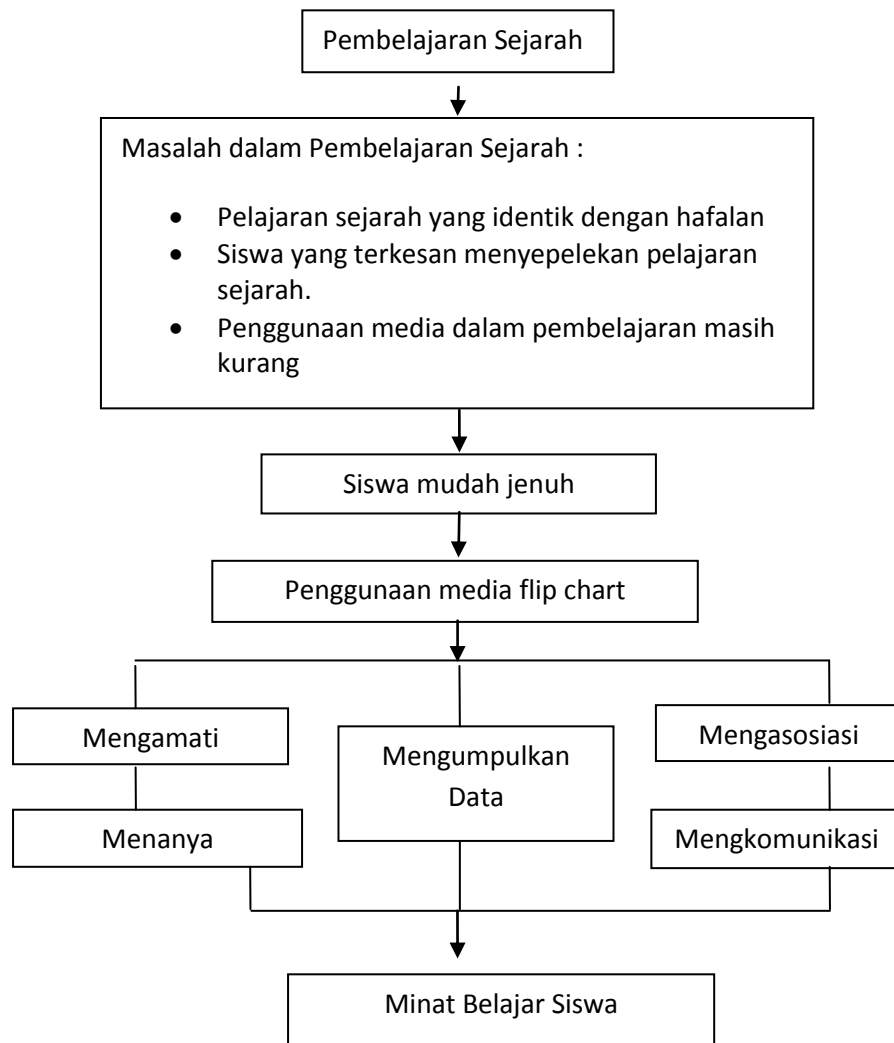 Pembelajaran Sejarah
Masalah dalam Pembelajaran Sejarah :
• Pelajaran sejarah yang identik dengan hafalan
• Siswa yang terkesan menyepelekan pelajaran
sejarah.
• Penggunaan media dalam pembelajaran masih
kurang
Siswa mudah jenuh
Penggunaan media flip chart
Mengamati
Menanya
Mengumpulkan
Data
Mengasosiasi
Mengkomunikasi
Minat Belajar Siswa